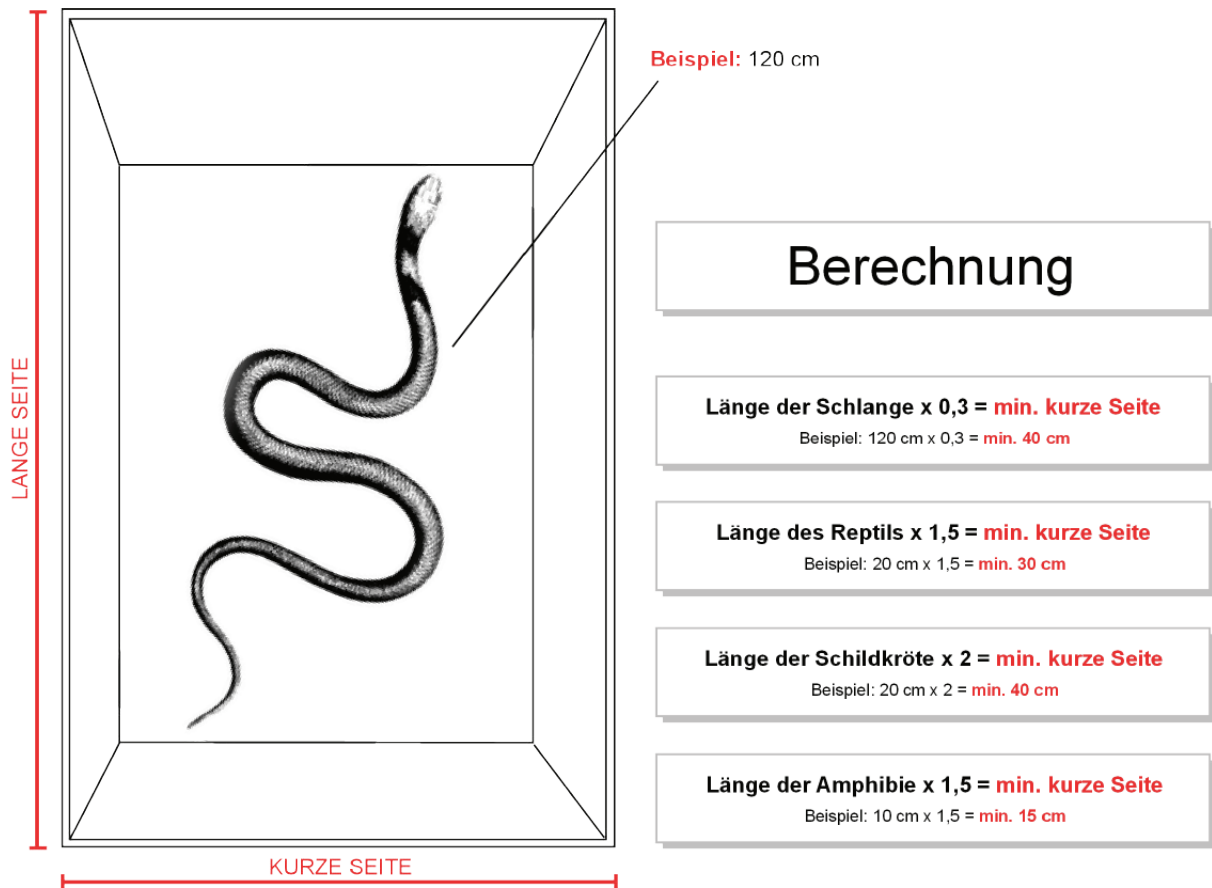 Beispiel: 120 cm
LANGE SEITE
KURZE SEITE
Berechnung
Länge der Schlange x 0,3 = min. kurze Seite
Beispiel: 120 cm x 0,3 = min. 40 cm
Länge des Reptils x 1,5 = min. kurze Seite
Beispiel: 20 cm x 1,5 = min. 30 cm
Länge der Schildkröte x 2 = min. kurze Seite
Beispiel: 20 cm x 2 = min. 40 cm
Länge der Amphibie x 1,5 = min. kurze Seite
Beispiel: 10 cm x 1,5 = min. 15 cm